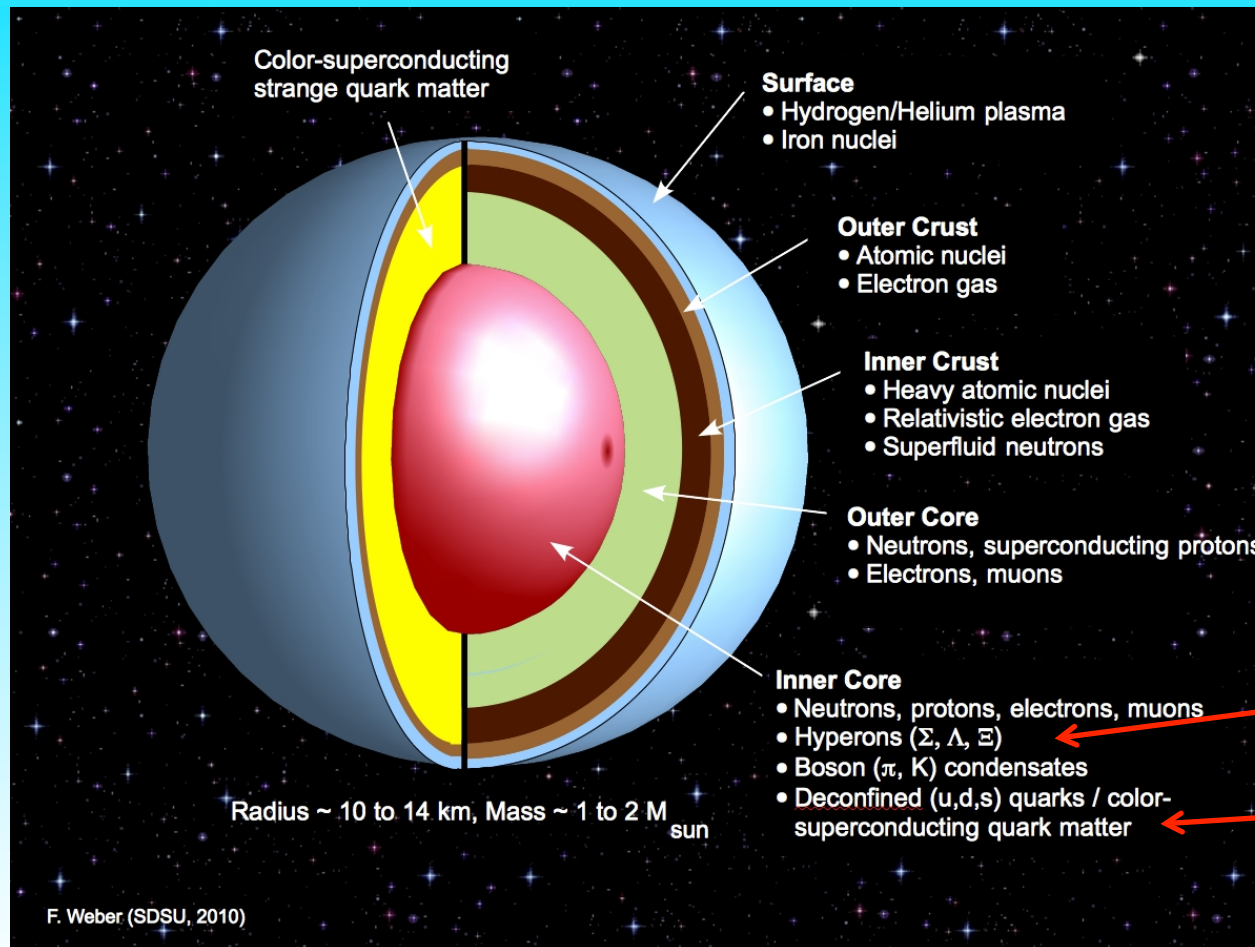 Color-superconducting
strange quark matter
Surface
• Hydrogen/Helium plasma
• Iron nuclei
Outer Crust
• Atomic nuclei
• Electron gas
Inner Crust
• Heavy atomic nuclei
• Relativistic electron gas
• Superfluid neutrons
Outer Core
• Neutrons, superconducting protons
• Electrons, muons
Inner Core
• Neutrons, protons, electrons, muons
• Hyperons (Σ, Λ, Ξ)
• Boson (π, K) condensates
• Deconfined (u,d,s) quarks / color-
superconducting quark matter
Radius ~ 10 to 14 km, Mass ~ 1 to 2 M sun
F. Weber (SDSU, 2010)